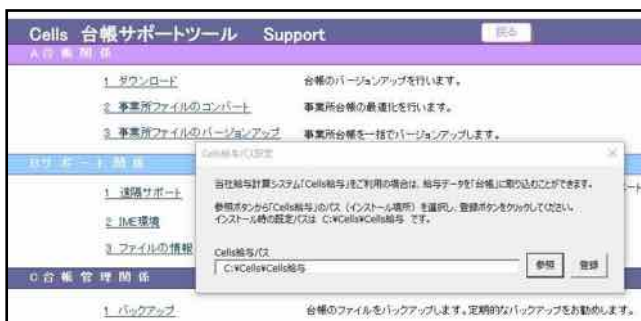 Cells 台帳サポートツール Support
戻る
A 台 帳 関 係
1 ダウンロード
台帳のバージョンアップを行います。
2 事業所ファイルのコンバート
事業所台帳の最適化を行います。
3 事業所ファイルのバージョンアップ
事業所台帳を一括でバージョンアップします。
Bサポート関係
1 遠隔サポート
2 IME環境
3 ファイルの情報
Cells給与パス設定
当社給与計算システム「Cells給与」をご利用の場合は、給与データを「台帳」に取り込むことができます。
参照ボタンから「Cells給与」のパス（インストール場所）を選択し、登録ボタンをクリックしてください。
インストール時の既定パスは C:¥Cells¥Cells給与 です。
Cells給与パス
C:¥Cells¥Cells給与
参照
登録
C 台 帳 管 理 関 係
1 バックアップ
台帳のファイルをバックアップします。定期的なバックアップをお勧めします。